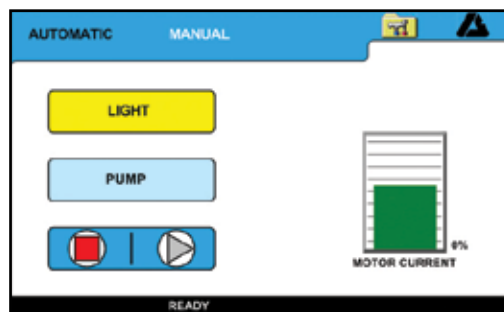 AUTOMATIC MANUAL
LIGHT
PUMP
0%
MOTOR CURRENT
READY